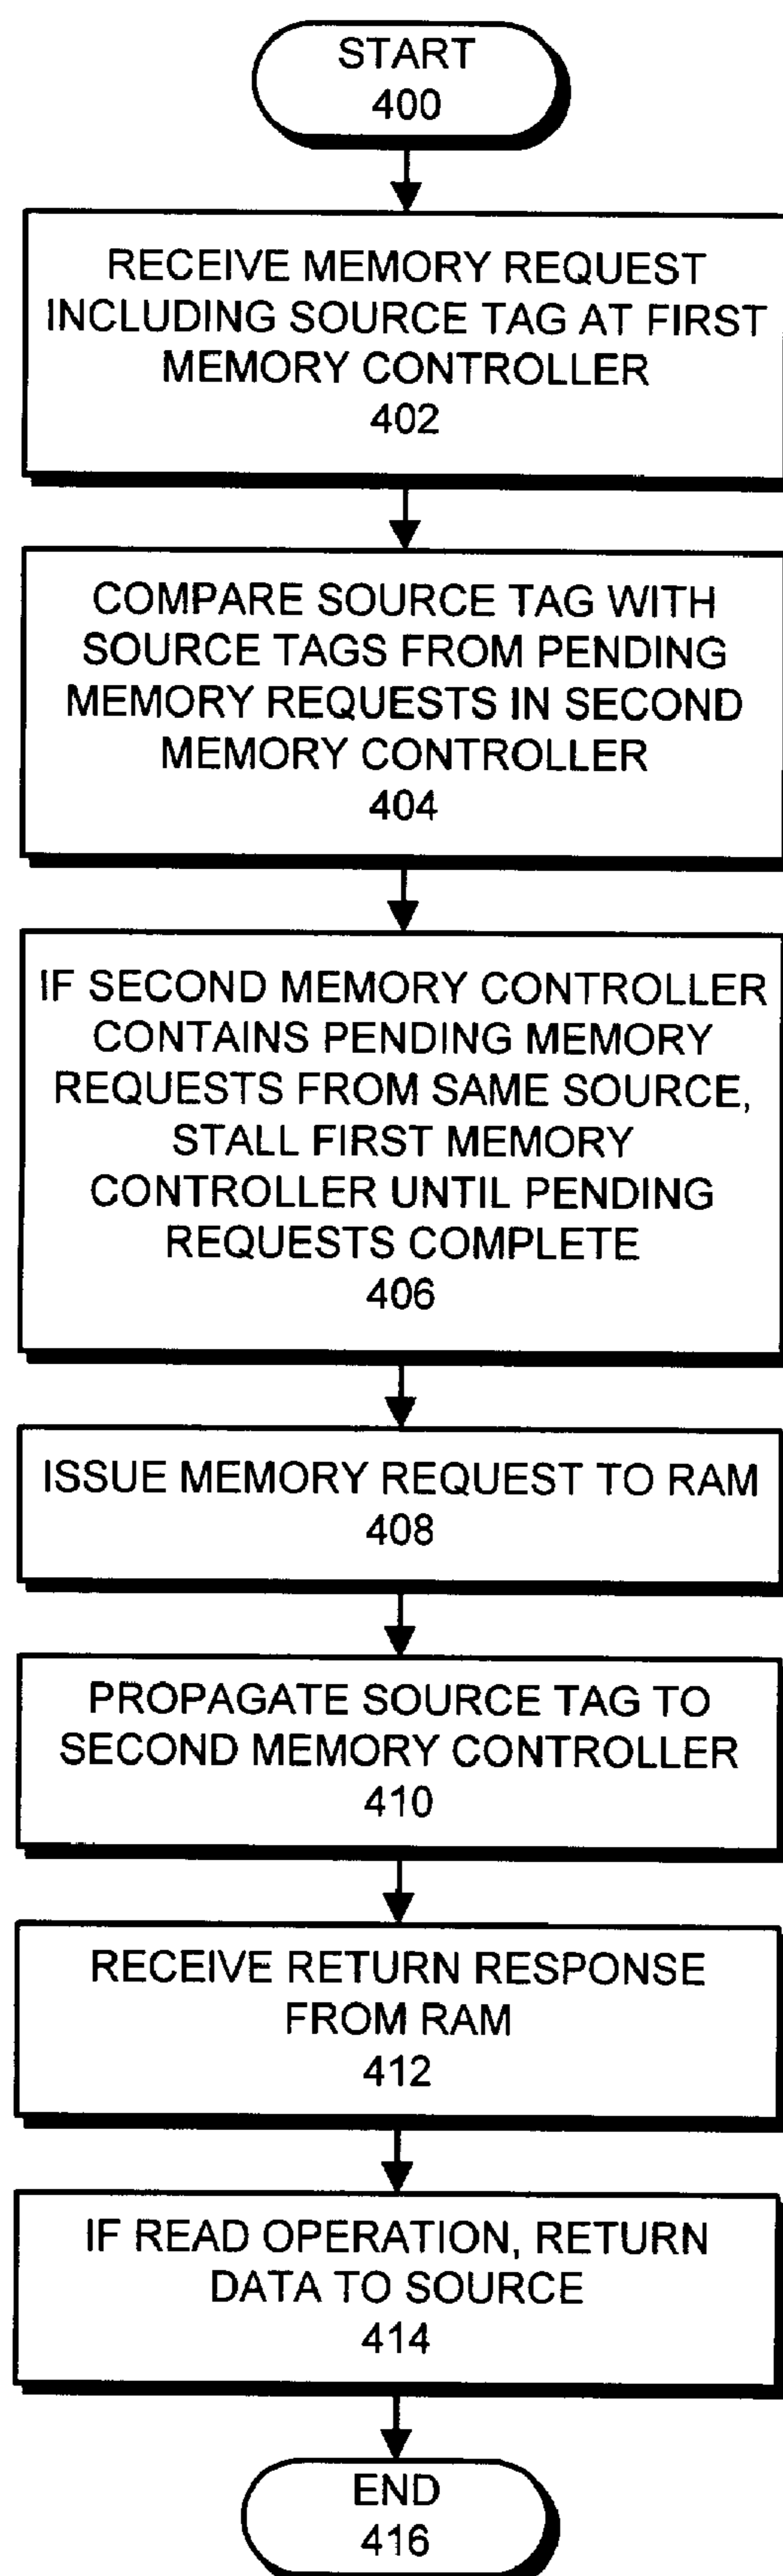 START
400
RECEIVE MEMORY REQUEST
INCLUDING SOURCE TAG AT FIRST
MEMORY CONTROLLER
402
COMPARE SOURCE TAG WITH
SOURCE TAGS FROM PENDING
MEMORY REQUESTS IN SECOND
MEMORY CONTROLLER
404
IF SECOND MEMORY CONTROLLER
CONTAINS PENDING MEMORY
REQUESTS FROM SAME SOURCE,
STALL FIRST MEMORY
CONTROLLER UNTIL PENDING
REQUESTS COMPLETE
406
ISSUE MEMORY REQUEST TO RAM
408
PROPAGATE SOURCE TAG TO
SECOND MEMORY CONTROLLER
410
RECEIVE RETURN RESPONSE
FROM RAM
412
IF READ OPERATION, RETURN
DATA TO SOURCE
414
END
416